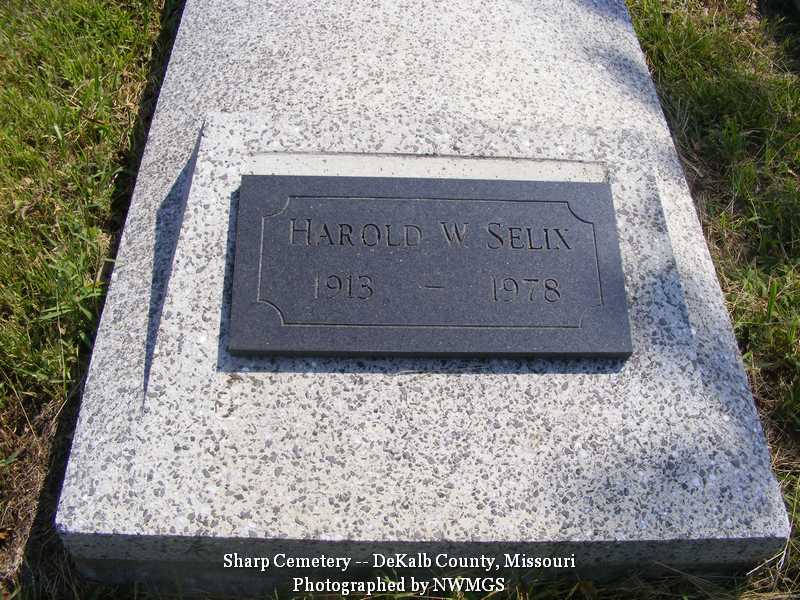 HAROLD W. SELIX
1913 - 1978
Sharp Cemetery -- DeKalb County, Missouri
Photographed by NWMGS